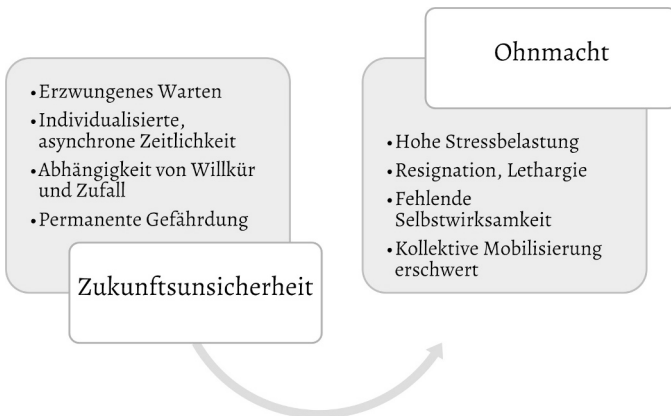 • Erzwungenes Warten
• Individualisierte,
asynchrone Zeitlichkeit
• Abhängigkeit von Willkür
und Zufall
• Permanente Gefährdung
Zukunftsunsicherheit
Ohnmacht
• Hohe Stressbelastung
• Resignation, Lethargie
• Fehlende
Selbstwirksamkeit
• Kollektive Mobilisierung
erschwert